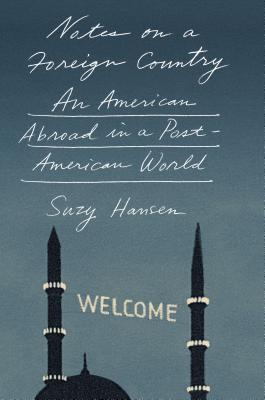 Notes on a
Foreign Country
An American
Abroad in a Post-
American World
Suzy Hansen
WELCOME